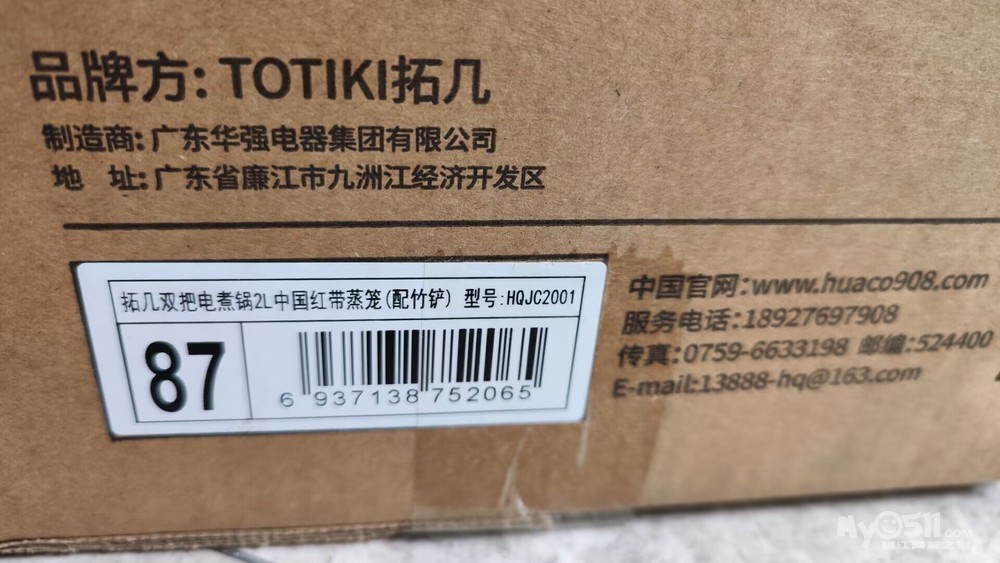 品牌方: TOTIKI拓几
制造商: 广东华强电器集团有限公司
地 址: 广东省廉江市九洲江经济开发区
拓几双把电煮锅2L中国红带蒸笼(配竹铲) 型号:HQJC2001
87
6 937138 752065
中国官网: www.huaco908.com
服务电话: 18927697908
传真: 0759-6633198 邮编: 524400
E-mail:13888-hq@163.com
My0511.COM